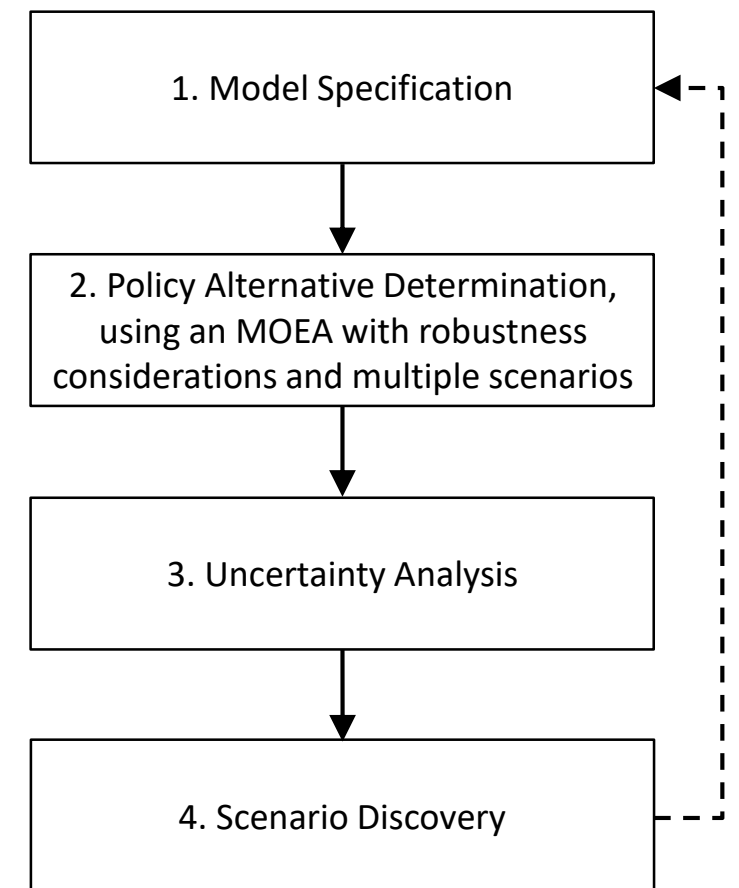 1. Model Specification
2. Policy Alternative Determination,
using an MOEA with robustness
considerations and multiple scenarios
3. Uncertainty Analysis
4. Scenario Discovery